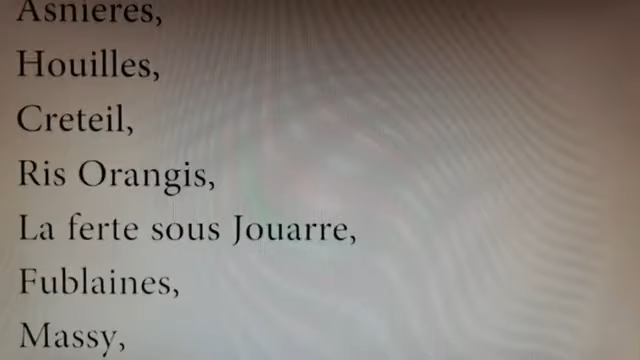 Asnieres,
Houilles,
Creteil,
Ris Orangis,
La ferte sous Jouarre,
Fublaines,
Massy,